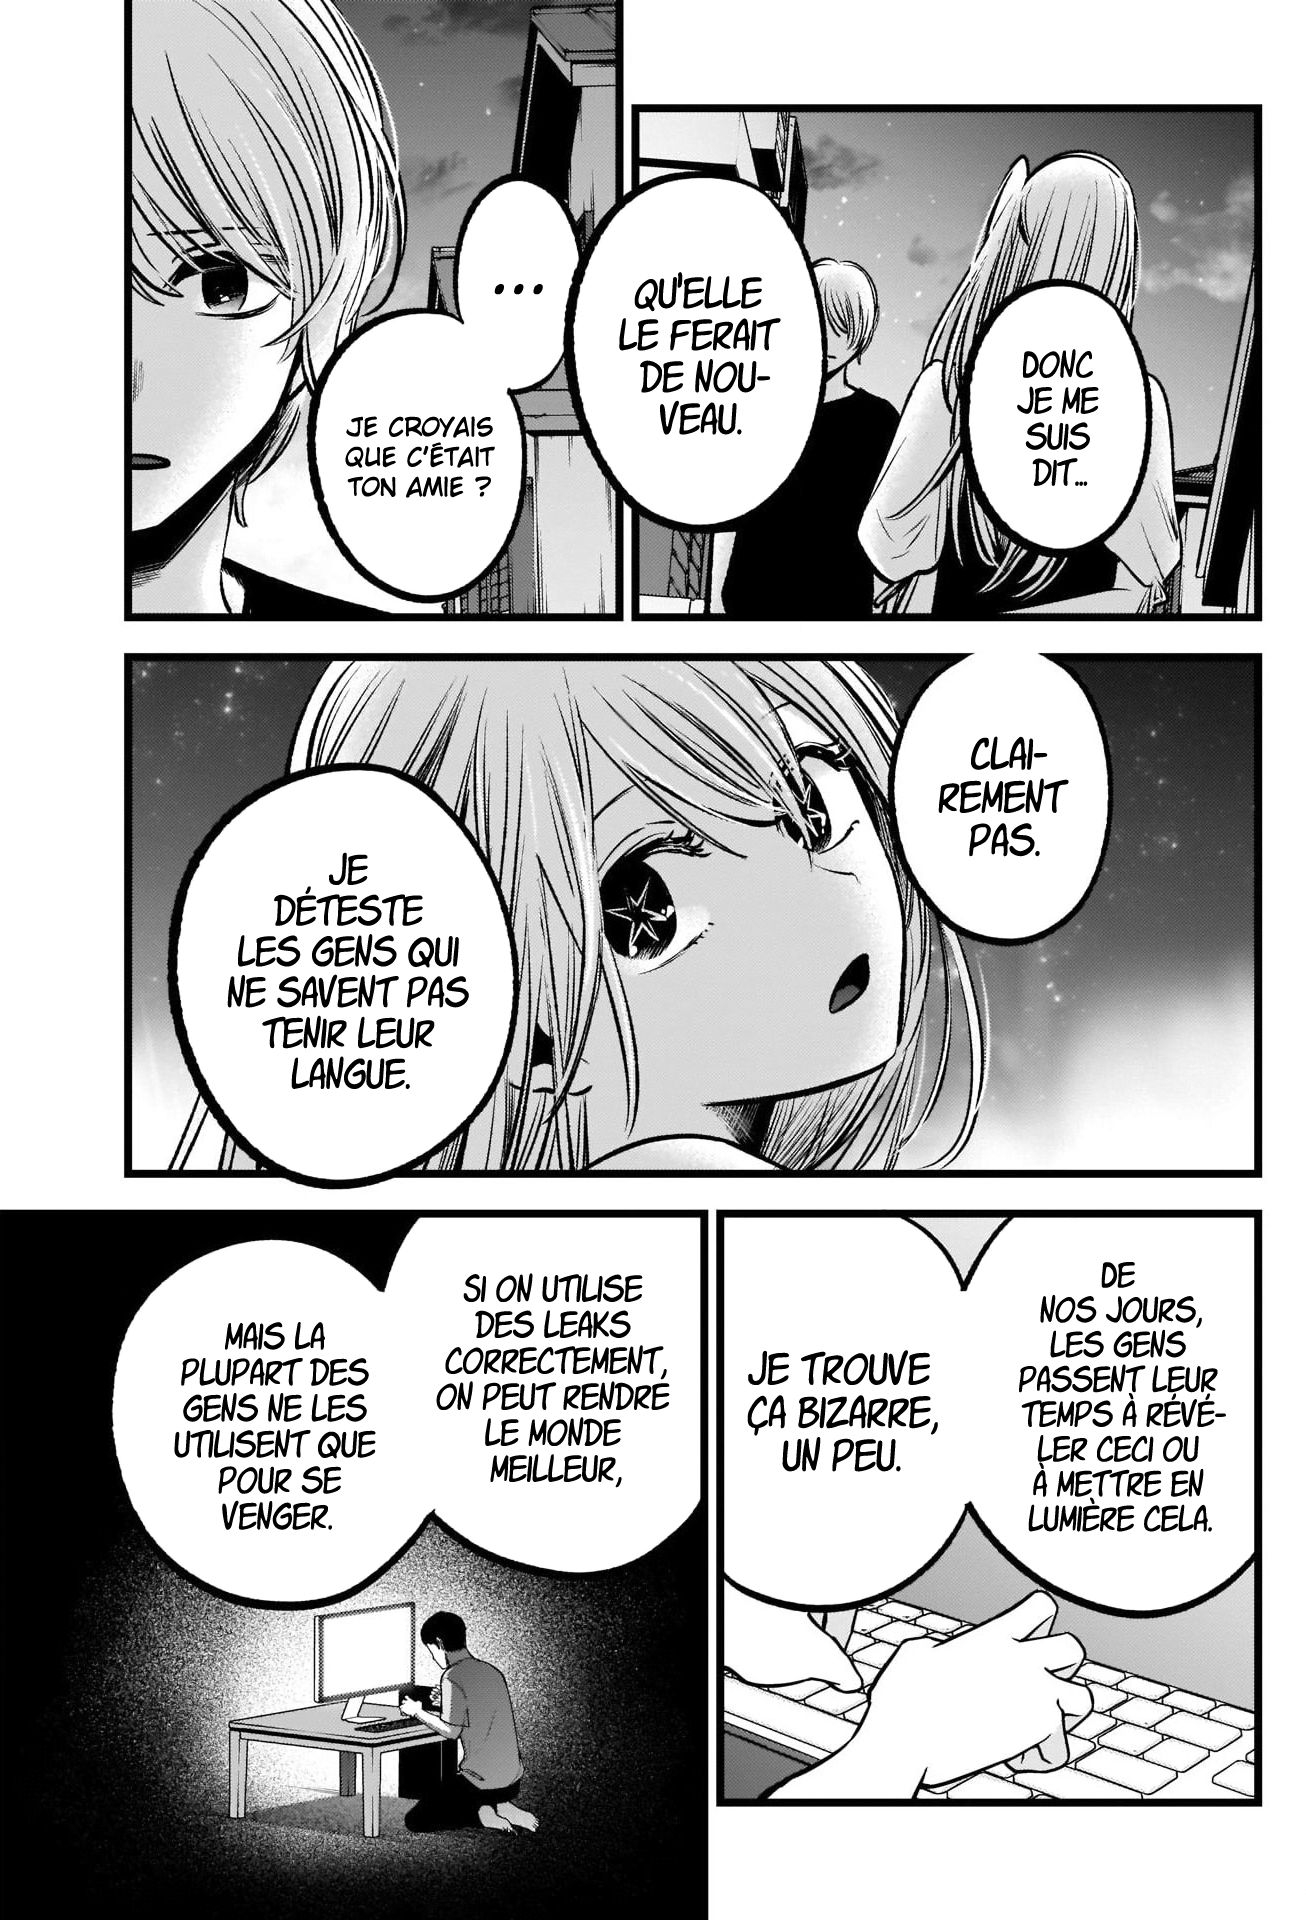 DONC
JE ME
SUIS
DIT...
QU'ELLE
LE FERAIT
DE NOU-
VEAU.
...
JE CROYAIS
QUE C'ÉTAIT
TON AMIE ?
CLAI-
REMENT
PAS.
JE
DÉTESTE
LES GENS QUI
NE SAVENT PAS
TENIR LEUR
LANGUE.
DE
NOS JOURS,
LES GENS
PASSENT LEUR
TEMPS À RÉVÉ-
LER CECI OU
À METTRE EN
LUMIÈRE CELA.
JE TROUVE
ÇA BIZARRE,
UN PEU.
SI ON UTILISE
DES LEAKS
CORRECTEMENT,
ON PEUT RENDRE
LE MONDE
MEILLEUR,
MAIS LA
PLUPART DES
GENS NE LES
UTILISENT QUE
POUR SE
VENGER.